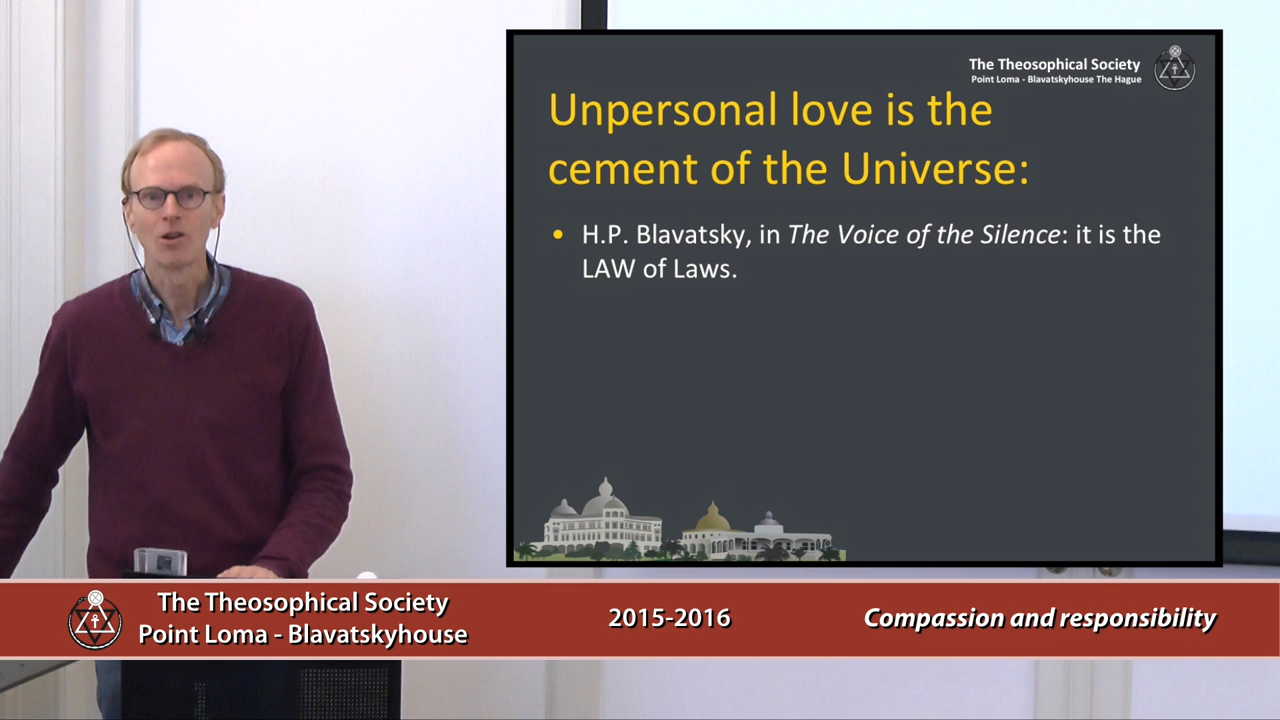 The Theosophical Society
Point Loma - Blavatskyhouse The Hague
Unpersonal love is the
cement of the Universe:
• H.P. Blavatsky, in The Voice of the Silence: it is the
LAW of Laws.
The Theosophical Society
Point Loma - Blavatskyhouse
2015-2016
Compassion and responsibility